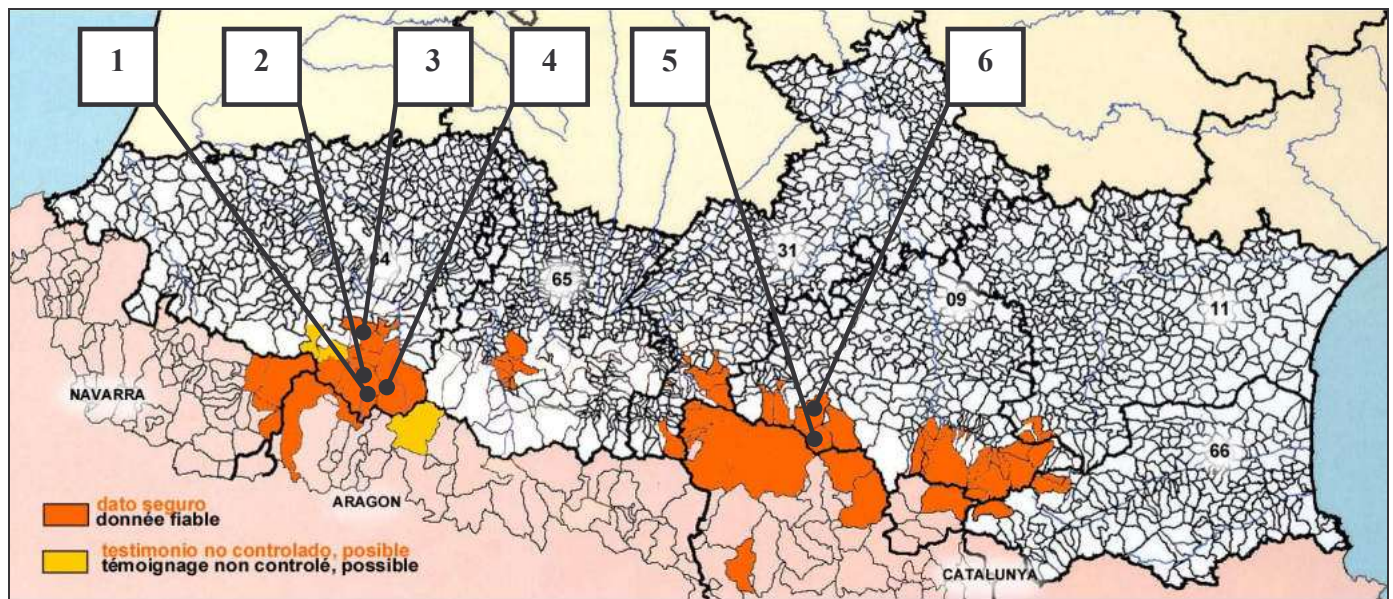 1
2
3
4
5
6
64
65
31
09
11
66
NAVARRA
ARAGON
CATALUNYA
dato seguro
donnée fiable
testimonio no controlado, posible
témoignage non controlé, possible